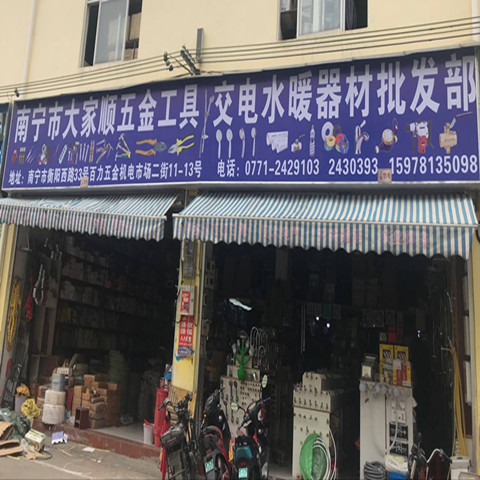 南宁市大家顺五金工具 交电水暖器材批发部
地址：南宁市衡阳西路33号百力五金机电市场二街11-13号 电话：0771-2429103 2430393 15978135098